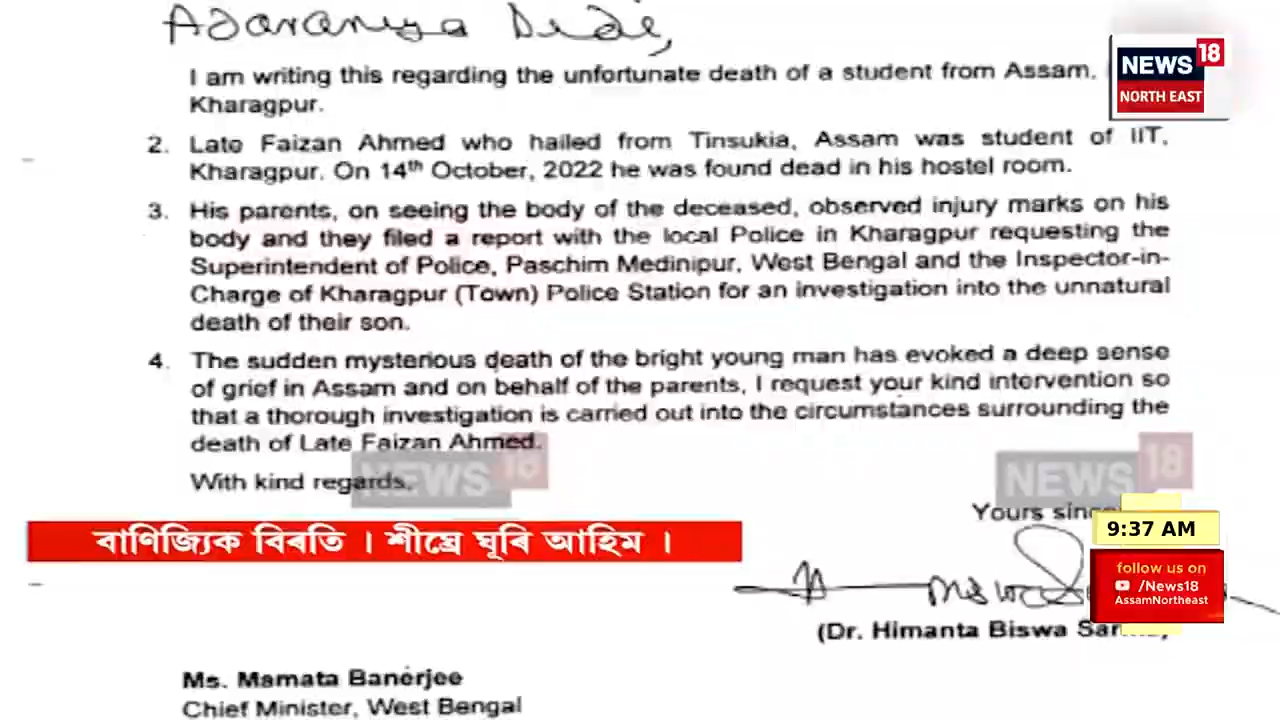 Adaraniya Didi,
I am writing this regarding the unfortunate death of a student from Assam,
Kharagpur.
2. Late Faizan Ahmed who hailed from Tinsukia, Assam was student of IIT,
Kharagpur. On 14th October, 2022 he was found dead in his hostel room.
3. His parents, on seeing the body of the deceased, observed injury marks on his
body and they filed a report with the local Police in Kharagpur requesting the
Superintendent of Police, Paschim Medinipur, West Bengal and the Inspector-in-
Charge of Kharagpur (Town) Police Station for an investigation into the unnatural
death of their son.
4. The sudden mysterious death of the bright young man has evoked a deep sense
of grief in Assam and on behalf of the parents, I request your kind intervention so
that a thorough investigation is carried out into the circumstances surrounding the
death of Late Faizan Ahmed.
With kind regards,
Yours
(Dr. Himanta Biswa
Ms. Mamata Banerjee
Chief Minister, West Bengal
NEWS 18
NORTH EAST
NEWS 18
NEWS 18
বাণিজ্যিক বিৰতি । শীঘ্ৰে ঘূৰি আহিম ।
9:37 AM
follow us on
/News18
AssamNortheast